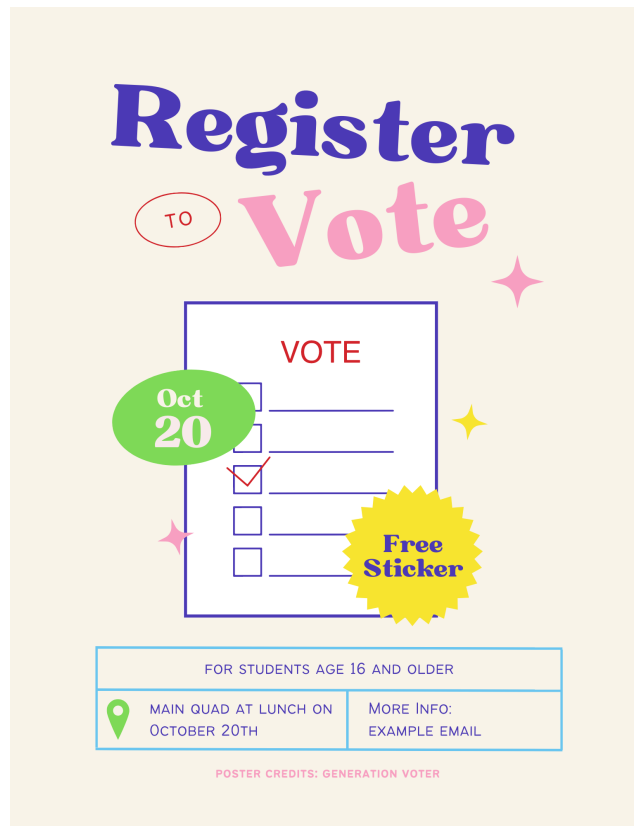 Register
TO
Vote
VOTE
Oct
20
Free
Sticker
FOR STUDENTS AGE 16 AND OLDER
MAIN QUAD AT LUNCH ON
OCTOBER 20TH
MORE INFO:
EXAMPLE EMAIL
POSTER CREDITS: GENERATION VOTER